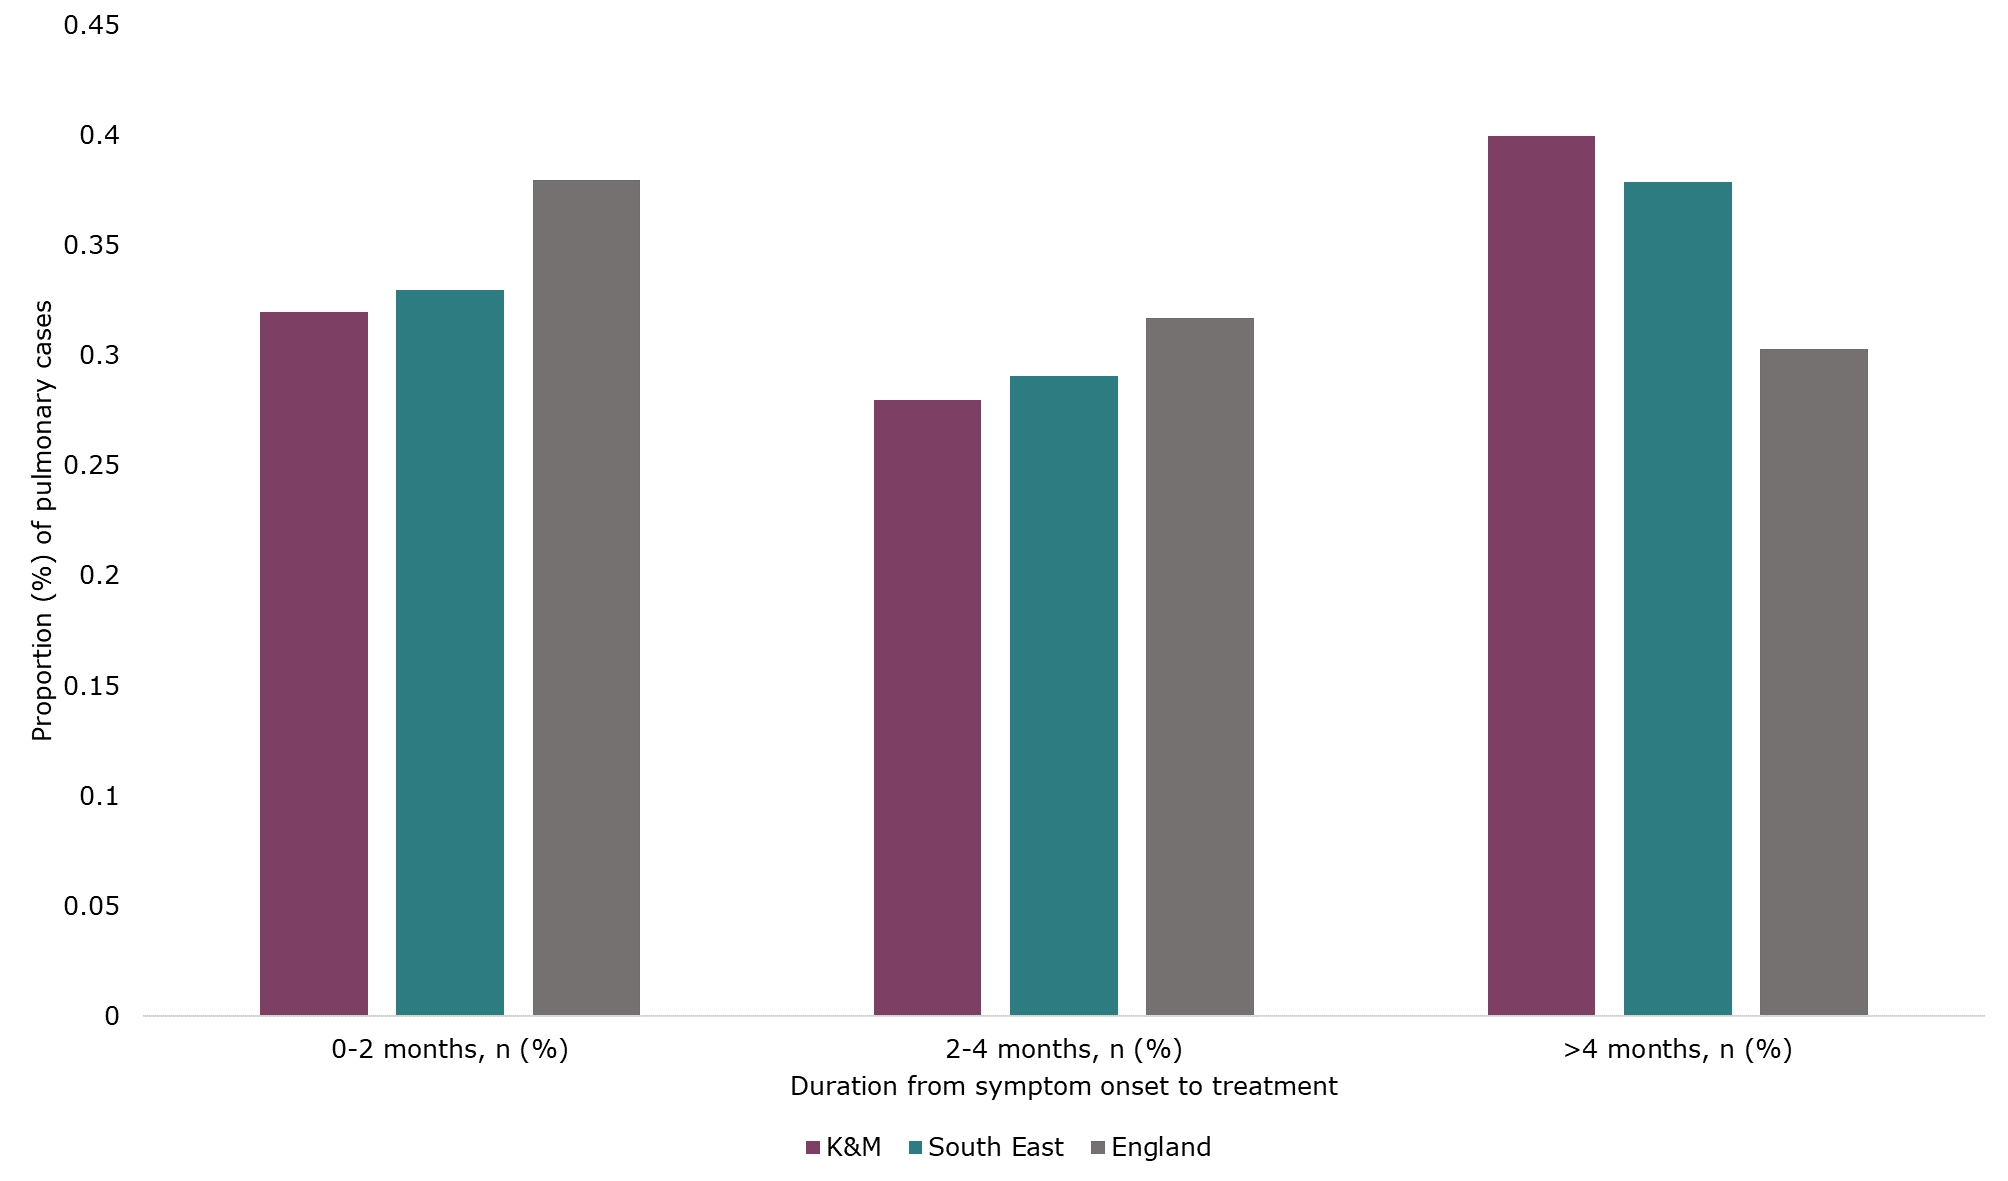 0.45
0.4
0.35
0.3
0.25
0.2
0.15
0.1
0.05
0
Proportion (%) of pulmonary cases
0-2 months, n (%)
2-4 months, n (%)
>4 months, n (%)
Duration from symptom onset to treatment
K&M
South East
England